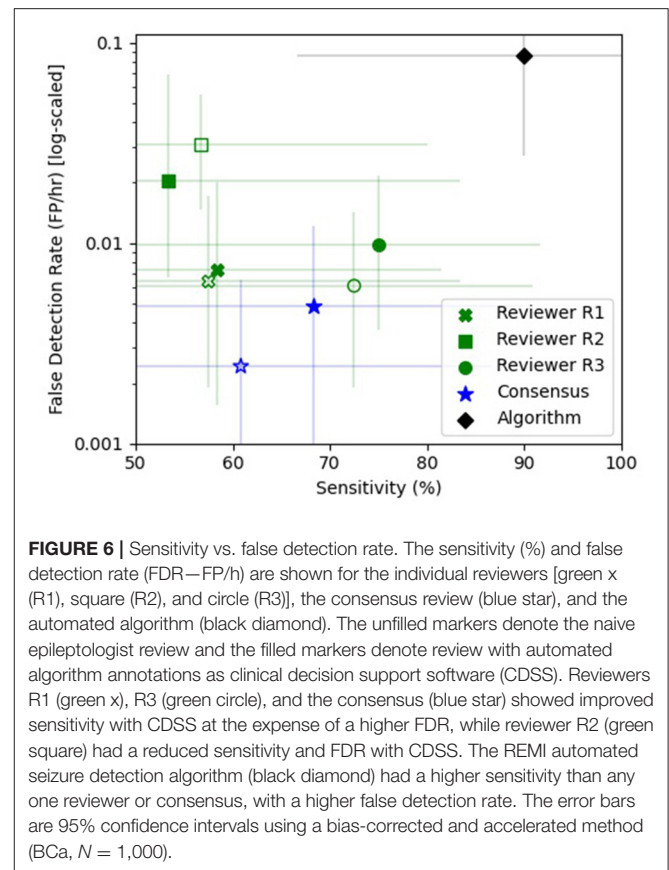 False Detection Rate (FP/hr) [log-scaled]
0.1
0.01
0.001
50 60 70 80 90 100
Sensitivity (%)
Reviewer R1
Reviewer R2
Reviewer R3
Consensus
Algorithm
FIGURE 6 | Sensitivity vs. false detection rate. The sensitivity (%) and false
detection rate (FDR—FP/h) are shown for the individual reviewers [green x
(R1), square (R2), and circle (R3)], the consensus review (blue star), and the
automated algorithm (black diamond). The unfilled markers denote the naive
epileptologist review and the filled markers denote review with automated
algorithm annotations as clinical decision support software (CDSS). Reviewers
R1 (green x), R3 (green circle), and the consensus (blue star) showed improved
sensitivity with CDSS at the expense of a higher FDR, while reviewer R2 (green
square) had a reduced sensitivity and FDR with CDSS. The REMI automated
seizure detection algorithm (black diamond) had a higher sensitivity than any
one reviewer or consensus, with a higher false detection rate. The error bars
are 95% confidence intervals using a bias-corrected and accelerated method
(BCa, N = 1,000).